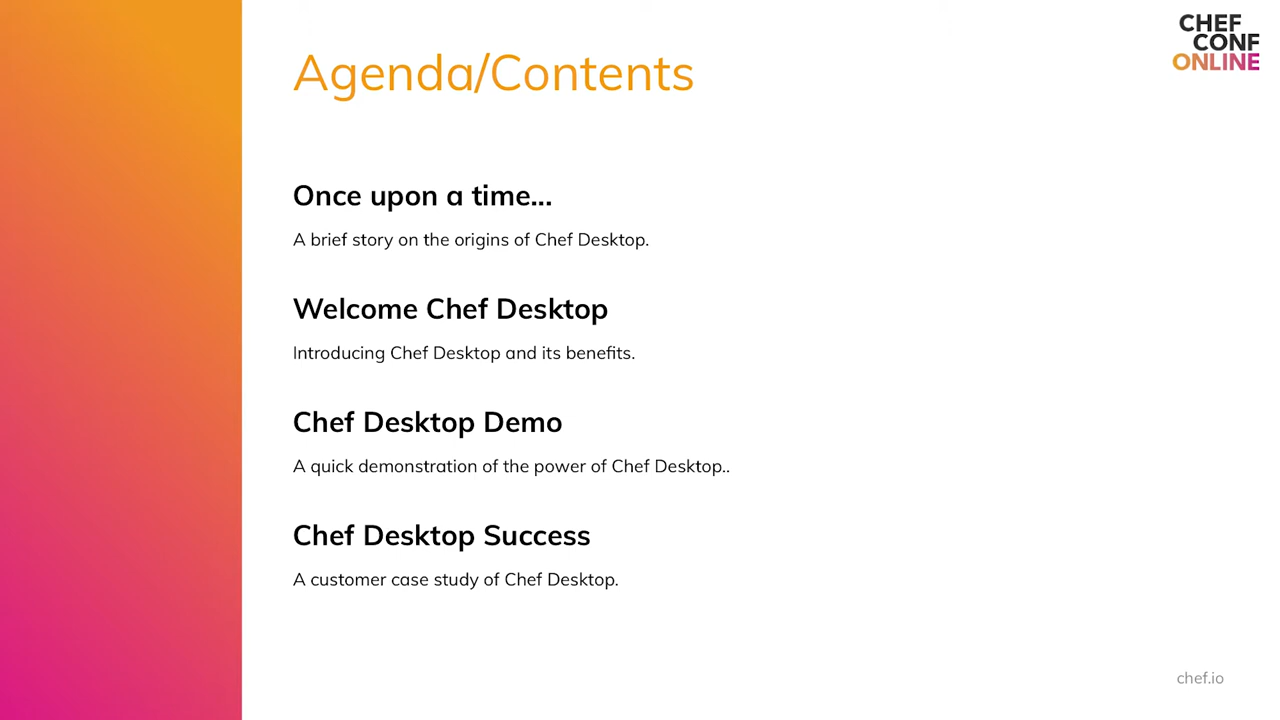 CHEF
CONF
ONLINE
Agenda/Contents
Once upon a time...
A brief story on the origins of Chef Desktop.
Welcome Chef Desktop
Introducing Chef Desktop and its benefits.
Chef Desktop Demo
A quick demonstration of the power of Chef Desktop..
Chef Desktop Success
A customer case study of Chef Desktop.
chef.io